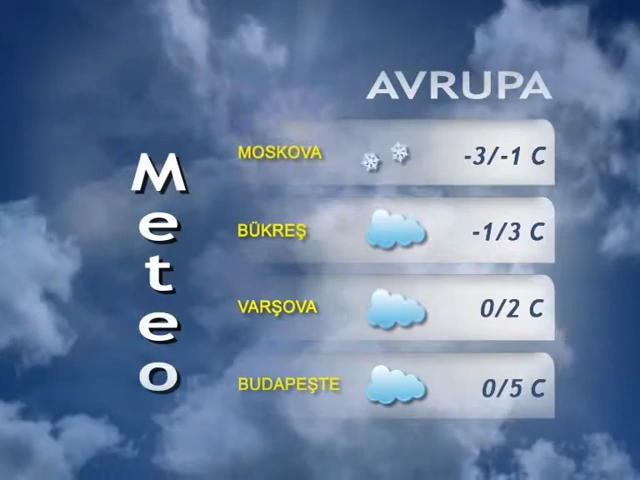 AVRUPA
Meteo
MOSKOVA -3/-1 C
BÜKREŞ -1/3 C
VARŞOVA 0/2 C
BUDAPEŞTE 0/5 C